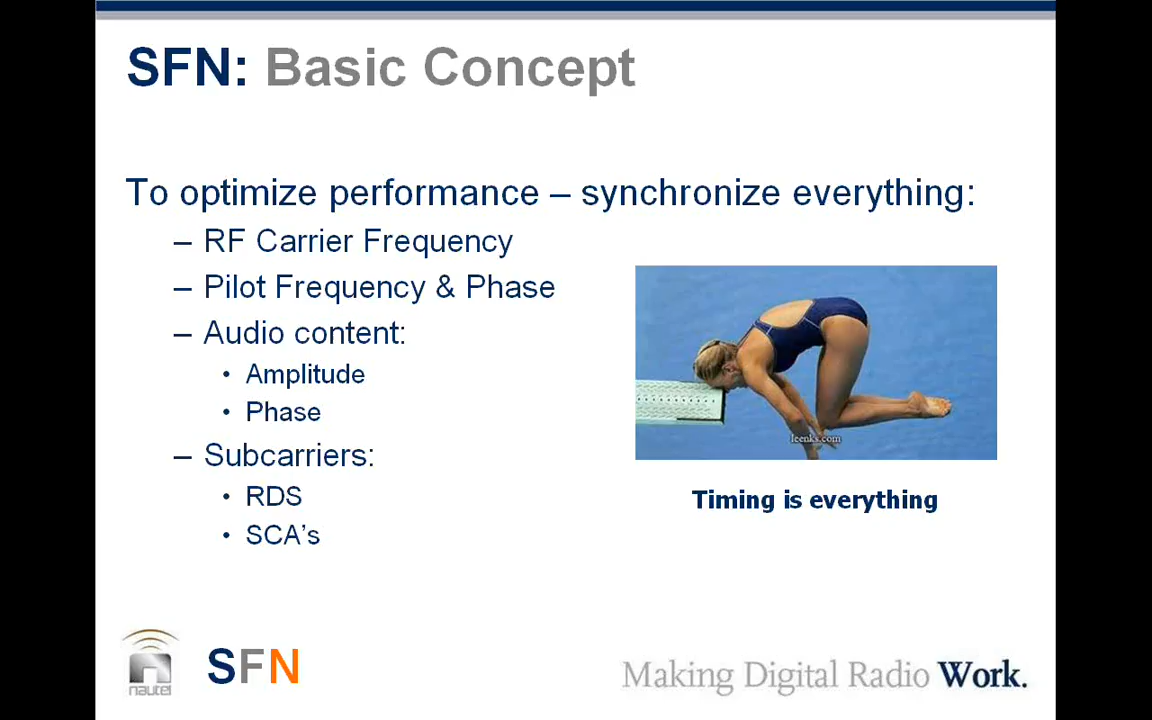 SFN: Basic Concept
To optimize performance – synchronize everything:
– RF Carrier Frequency
– Pilot Frequency & Phase
– Audio content:
• Amplitude
• Phase
– Subcarriers:
• RDS
• SCA's
leenks.com
Timing is everything
nautel
SFN
Making Digital Radio Work.